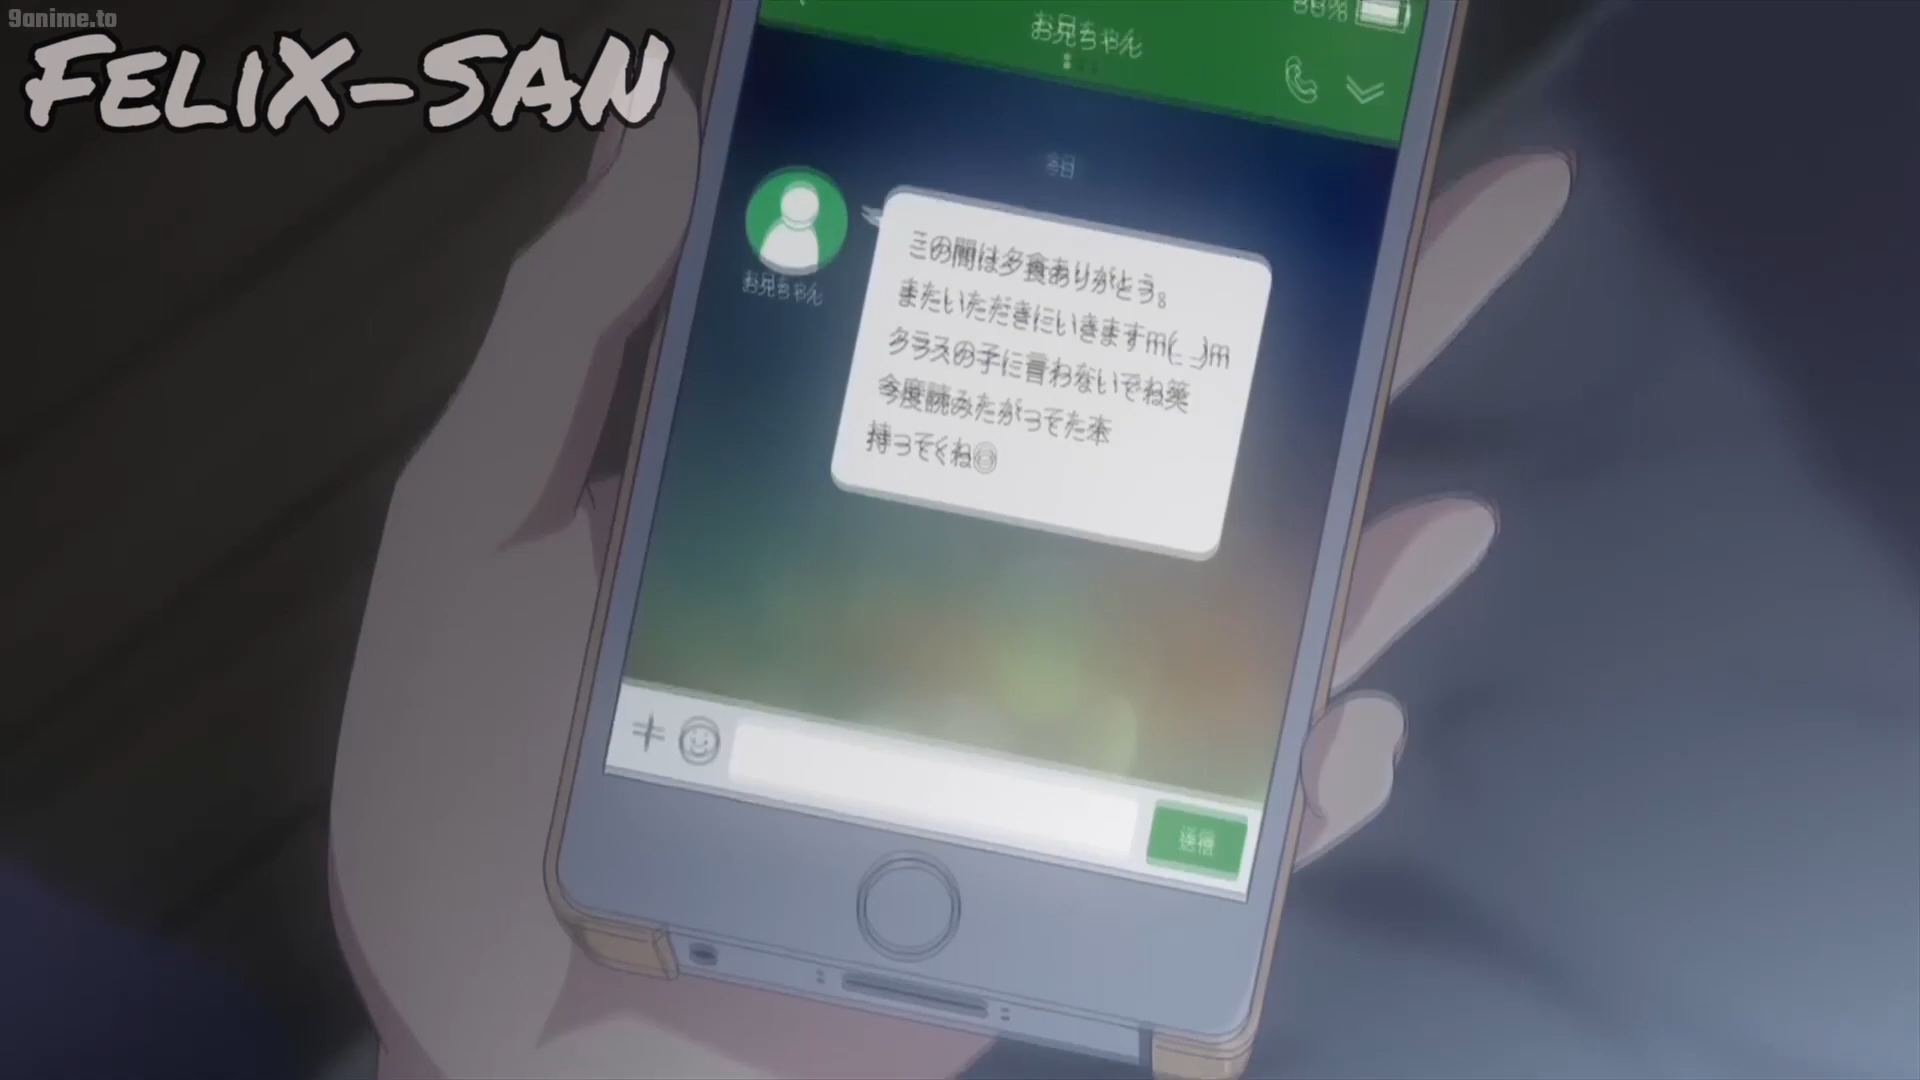 9anime.to
FELIX-SAN
88%
お兄ちゃん
今日
お兄ちゃん
この間は夕食ありがとう。
またいただきにいきますm(_ _)m
クラスの子に言わないでね笑
今度読みたがってた本
持ってくね
送信